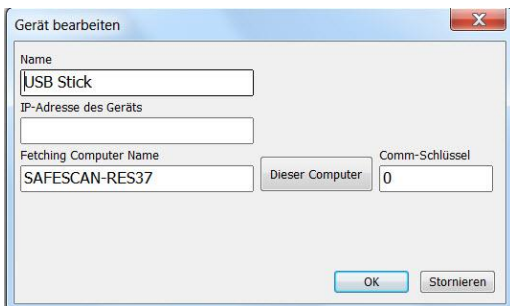 Gerät bearbeiten
Name
USB Stick
IP-Adresse des Geräts
Fetching Computer Name
SAFESCAN-RES37
Dieser Computer
Comm-Schlüssel
0
OK
Stornieren